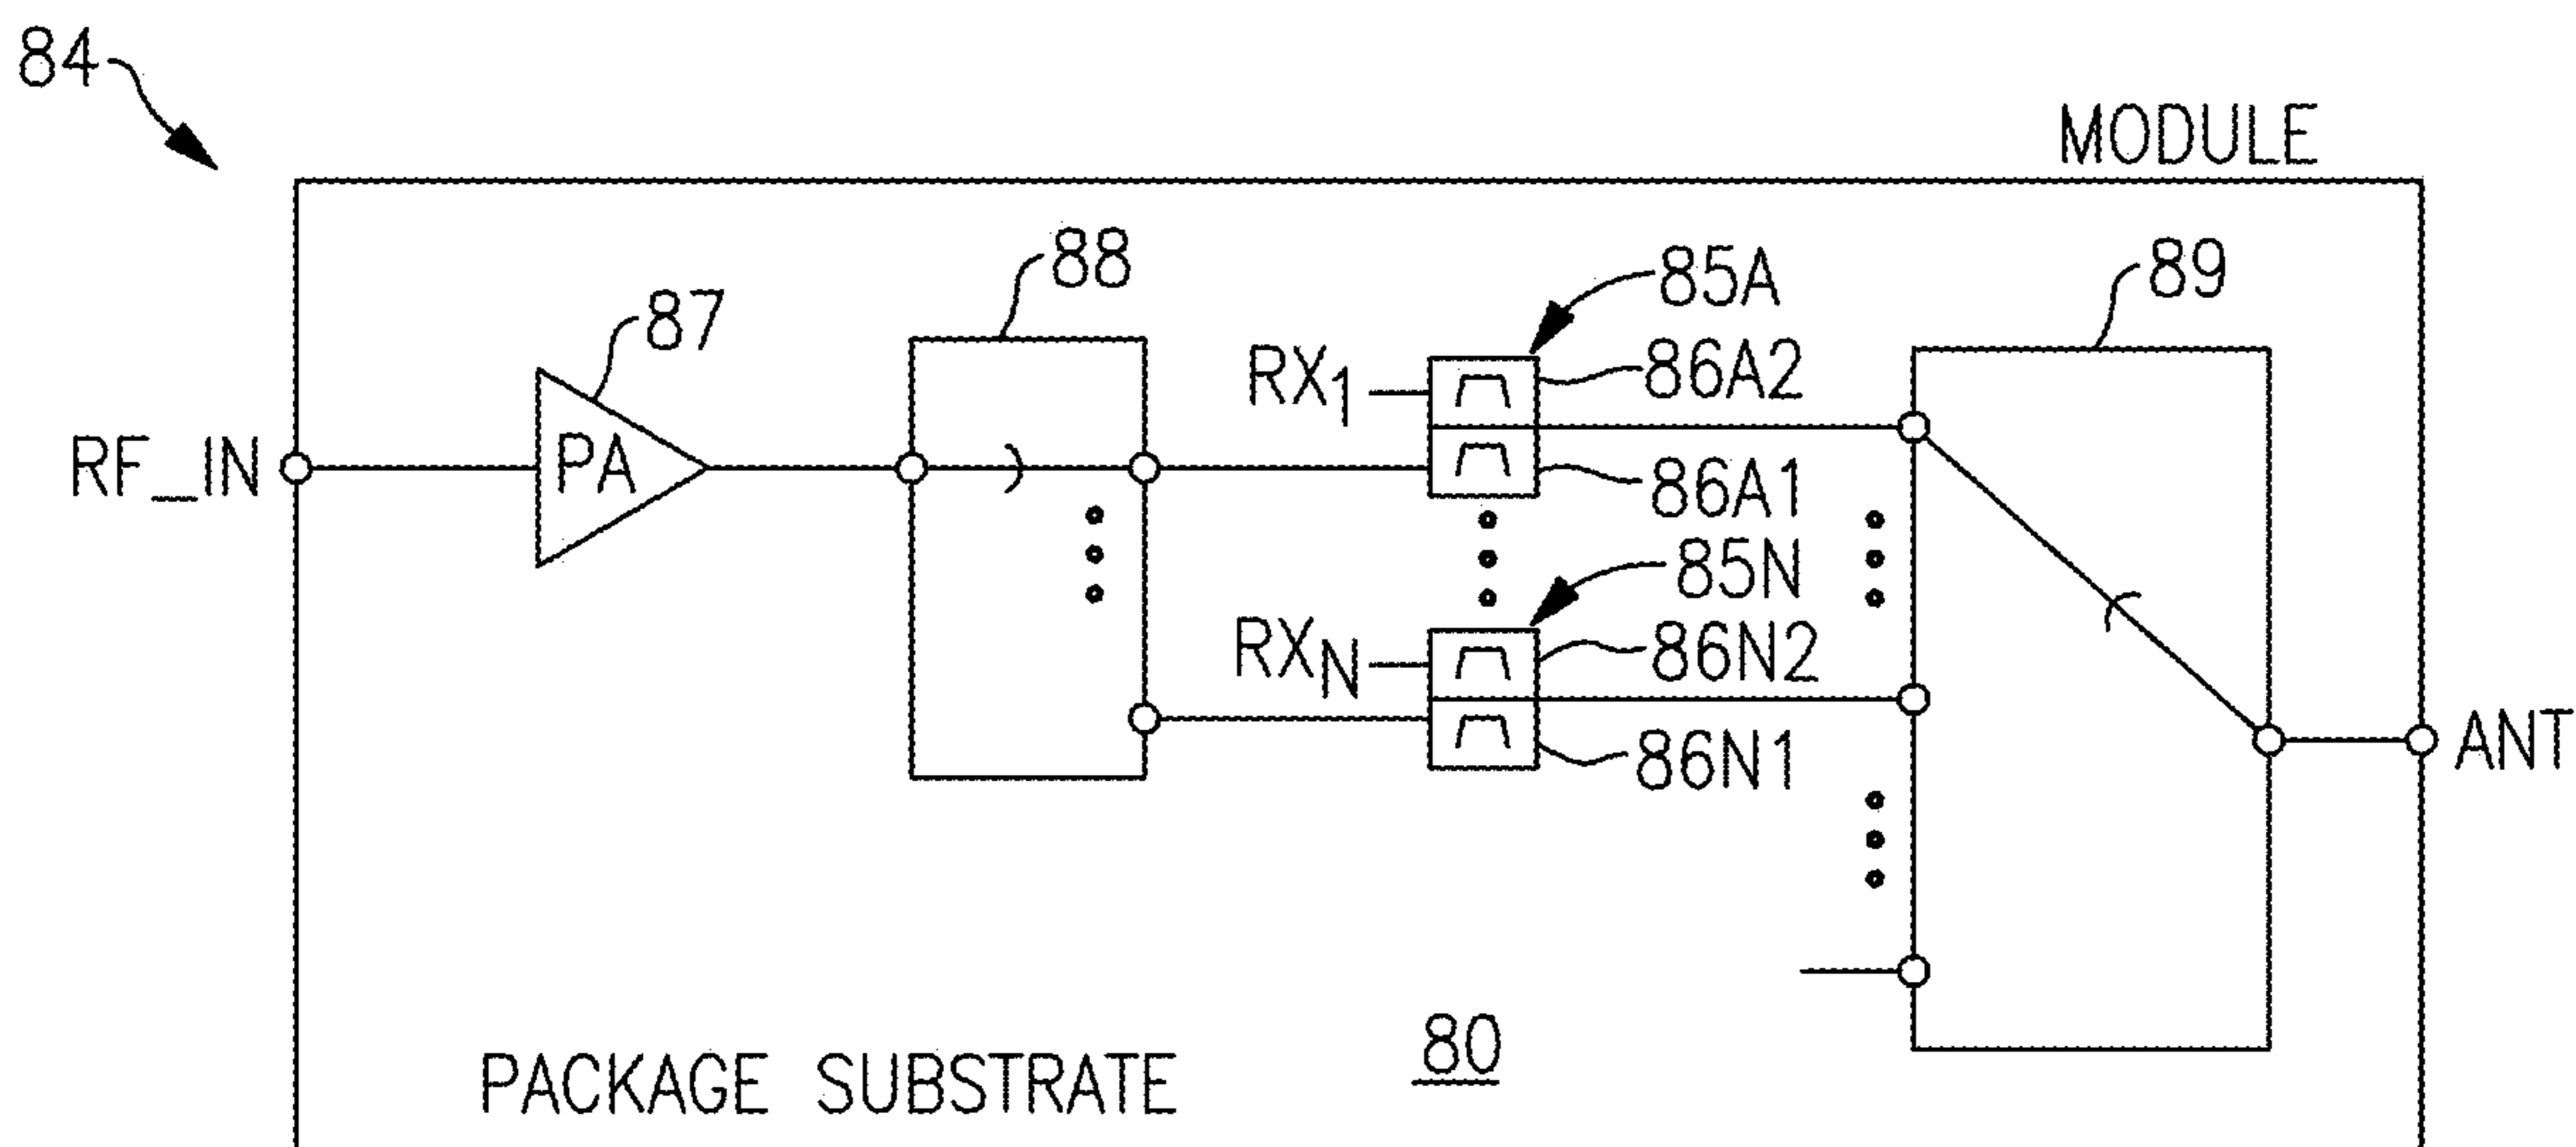 84
MODULE
88
85A
89
87
RX1
86A2
RF_IN
PA
86A1
85N
RXN
86N2
86N1
ANT
80
PACKAGE SUBSTRATE